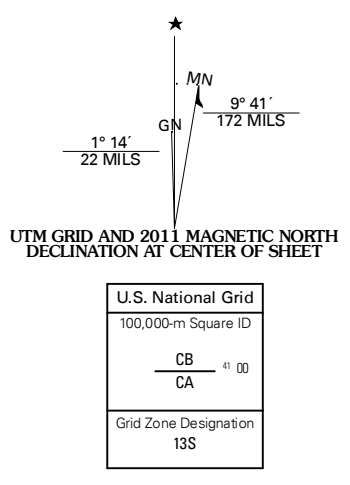 ★
MN
GN
9° 41´
172 MILS
1° 14´
22 MILS
UTM GRID AND 2011 MAGNETIC NORTH
DECLINATION AT CENTER OF SHEET
U.S. National Grid
100,000-m Square ID
CB
41 00
CA
Grid Zone Designation
13S